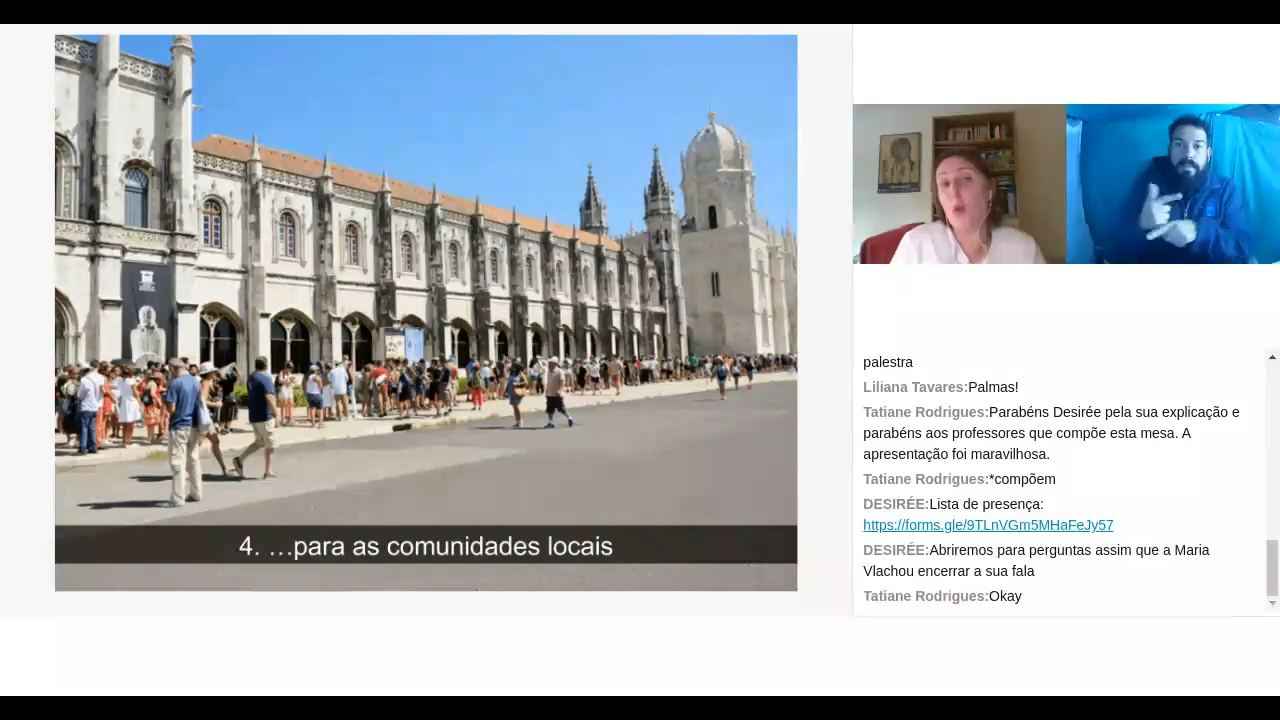 4. …para as comunidades locais
palestra
Liliana Tavares:Palmas!
Tatiane Rodrigues:Parabéns Desirée pela sua explicação e
parabéns aos professores que compõe esta mesa. A
apresentação foi maravilhosa.
Tatiane Rodrigues:*compõem
DESIRÉE:Lista de presença:
https://forms.gle/9TLnVGm5MHaFeJy57
DESIRÉE:Abriremos para perguntas assim que a Maria
Vlachou encerrar a sua fala
Tatiane Rodrigues:Okay